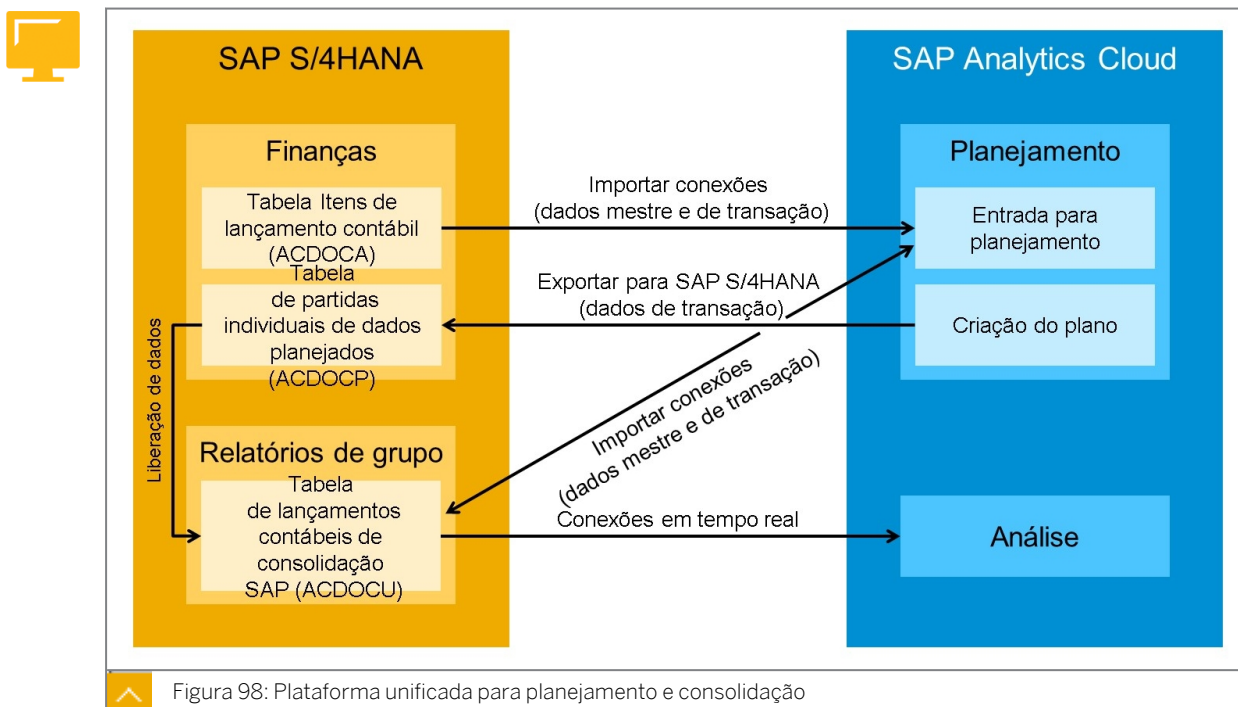 SAP S/4HANA
Finanças
Tabela Itens de
lançamento contábil
(ACDOCA)
Tabela
de partidas
individuais de dados
planejados
(ACDOCP)
Liberação de dados
Relatórios de grupo
Tabela
de lançamentos
contábeis de
consolidação
SAP (ACDOCU)
Importar conexões
(dados mestre e de transação)
Exportar para SAP S/4HANA
(dados de transação)
Importar conexões
(dados mestre e de transação)
Conexões em tempo real
SAP Analytics Cloud
Planejamento
Entrada para
planejamento
Criação do plano
Análise
Figura 98: Plataforma unificada para planejamento e consolidação